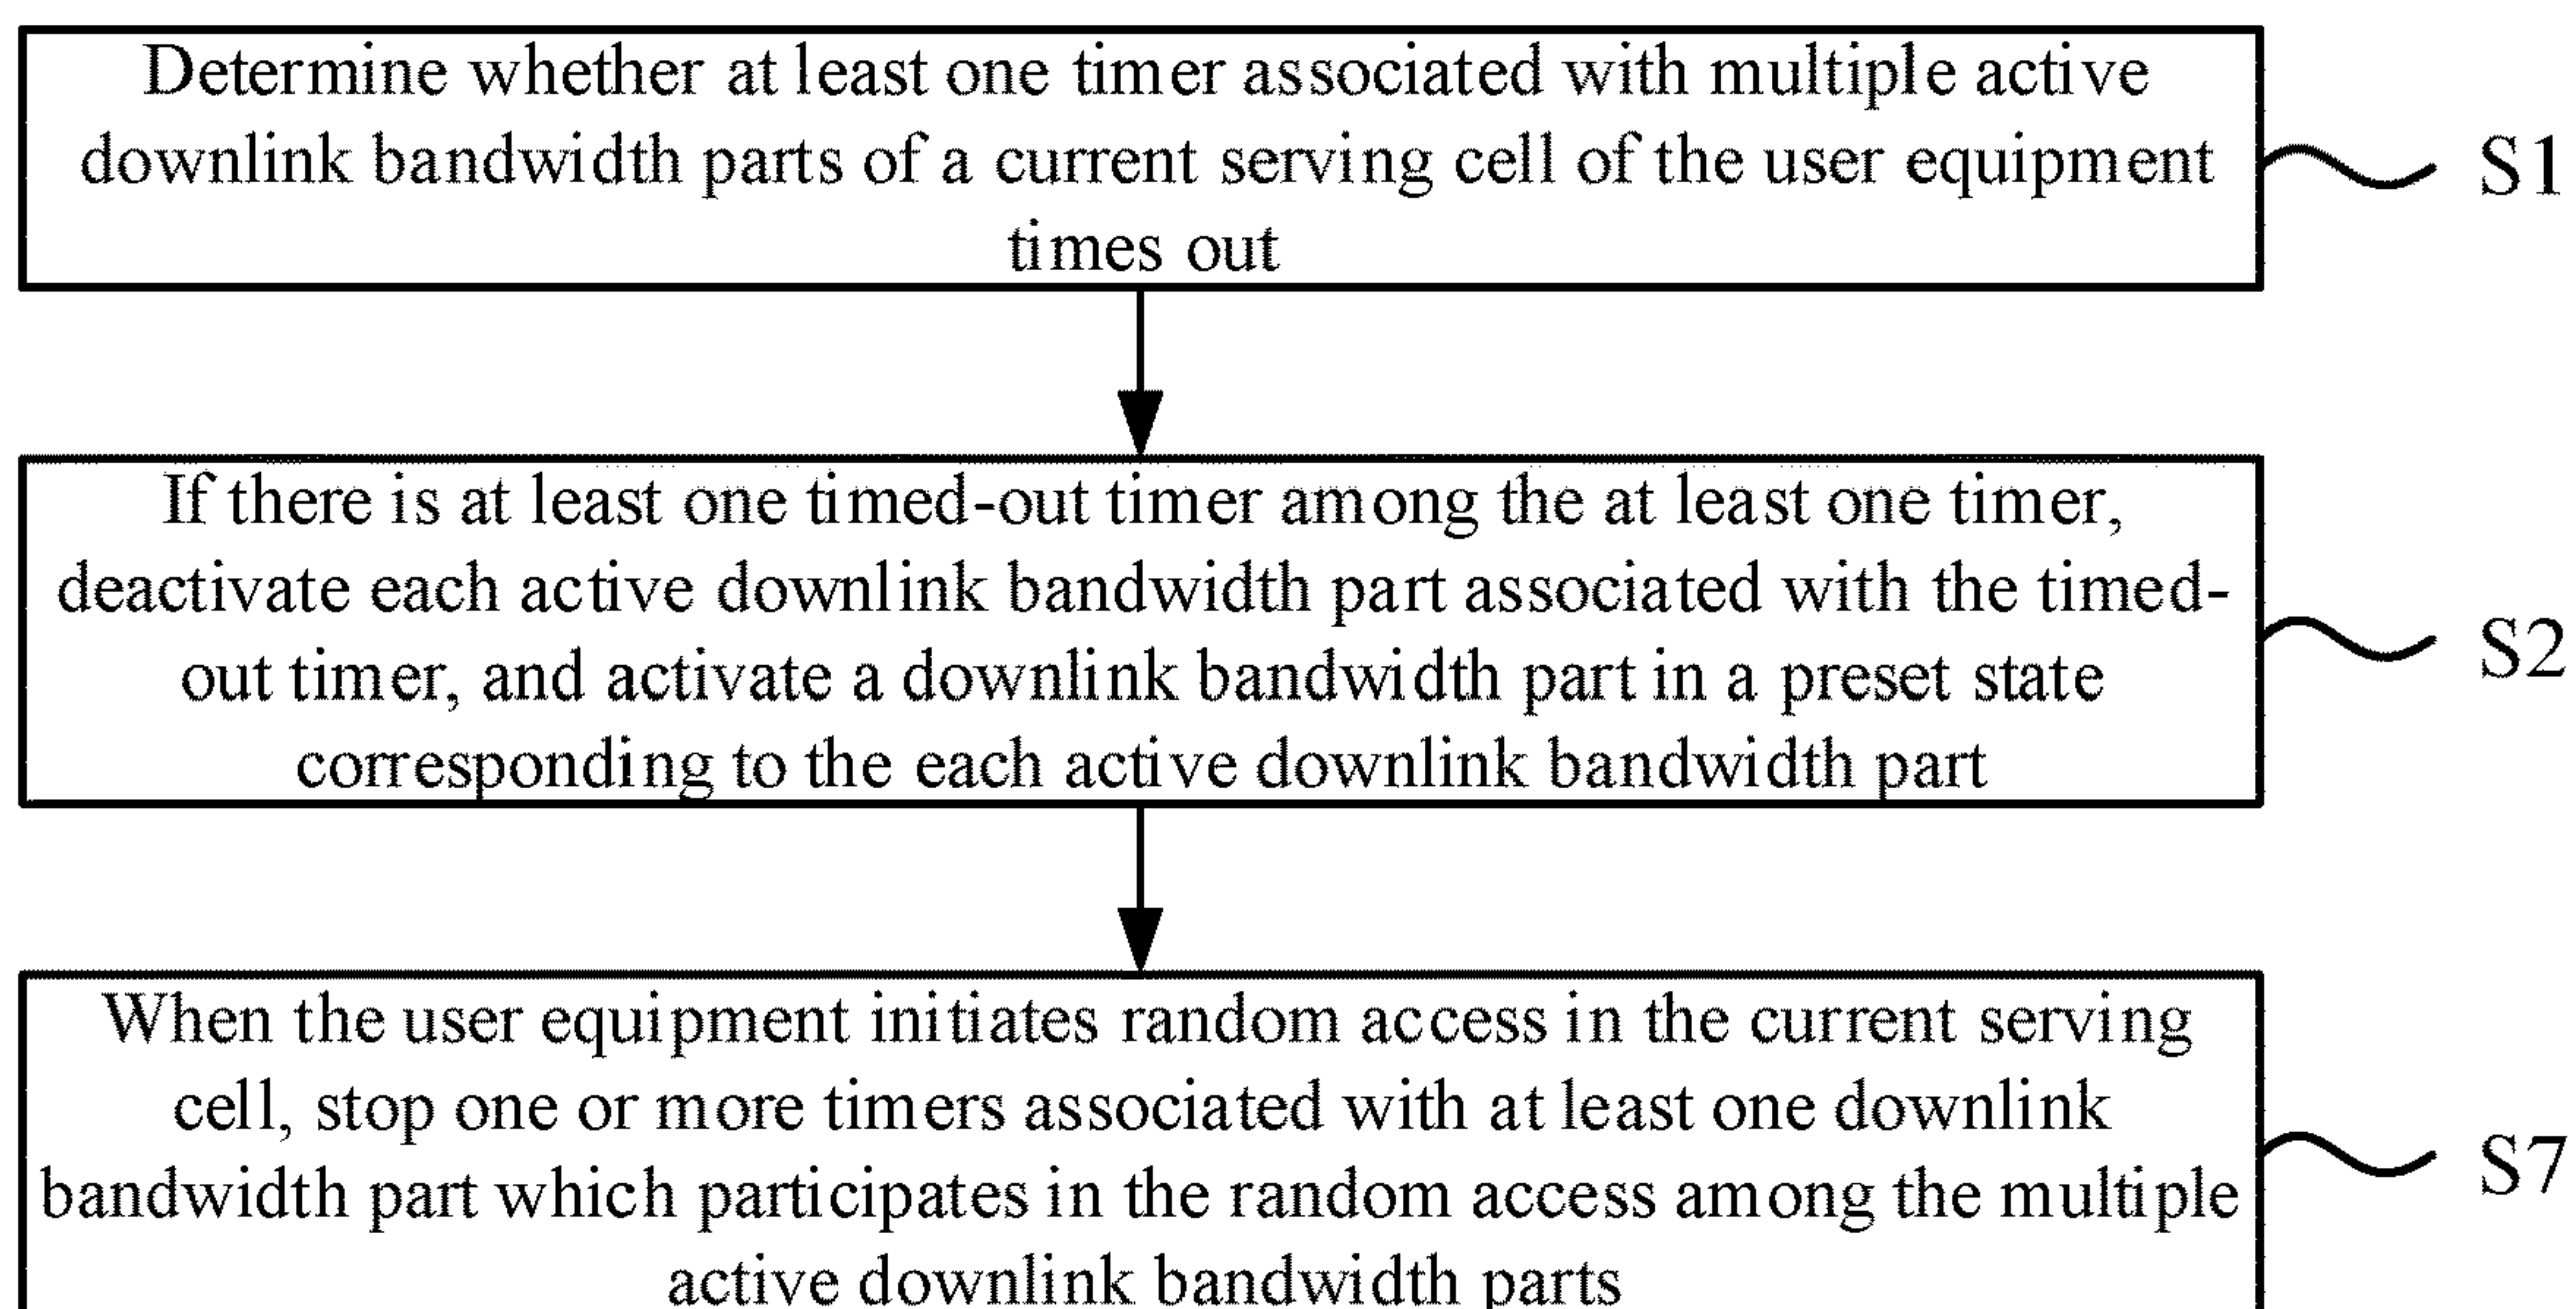 Determine whether at least one timer associated with multiple active
downlink bandwidth parts of a current serving cell of the user equipment
times out
S1
If there is at least one timed-out timer among the at least one timer,
deactivate each active downlink bandwidth part associated with the timed-
out timer, and activate a downlink bandwidth part in a preset state
corresponding to the each active downlink bandwidth part
S2
When the user equipment initiates random access in the current serving
cell, stop one or more timers associated with at least one downlink
bandwidth part which participates in the random access among the multiple
active downlink bandwidth parts
S7